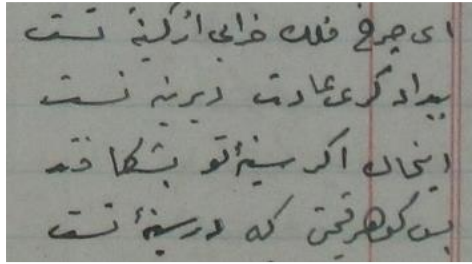 ای چرخ فلک خرابی از کینه تست
بیدادگری عادت دیرینه تست
ایخاک اگر سینهٔ تو بشکافند
بس گوهر قیمتی که در سینهٔ تست